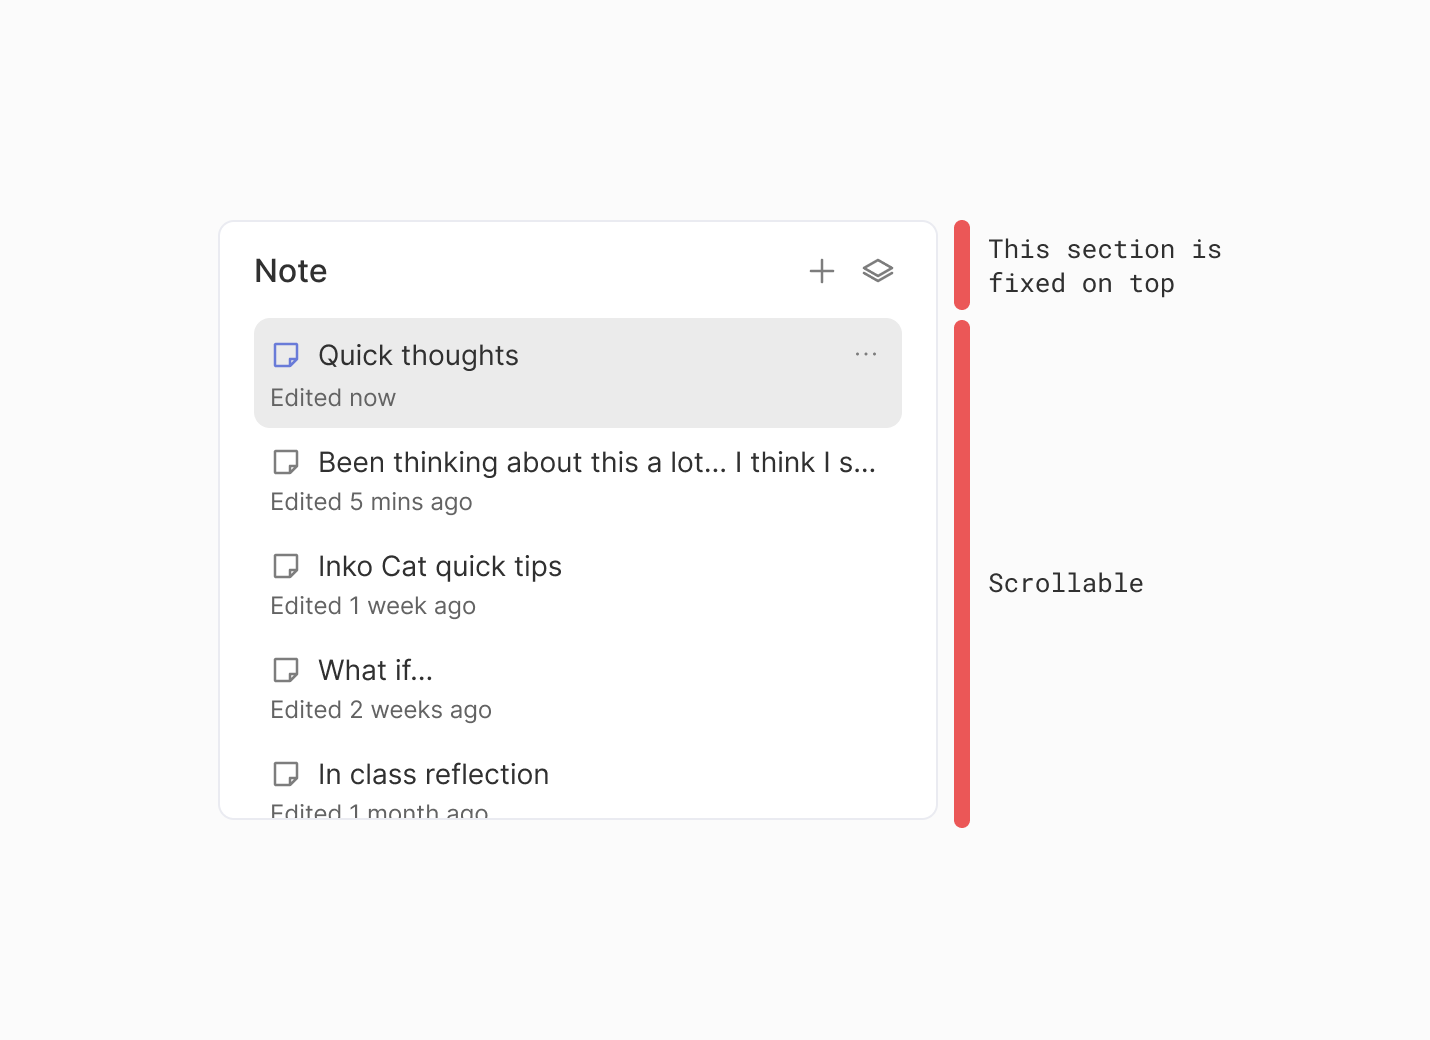 Note
This section is
fixed on top
Quick thoughts
Edited now
Been thinking about this a lot... I think I s...
Edited 5 mins ago
Inko Cat quick tips
Edited 1 week ago
Scrollable
What if...
Edited 2 weeks ago
In class reflection
Edited 1 month ago